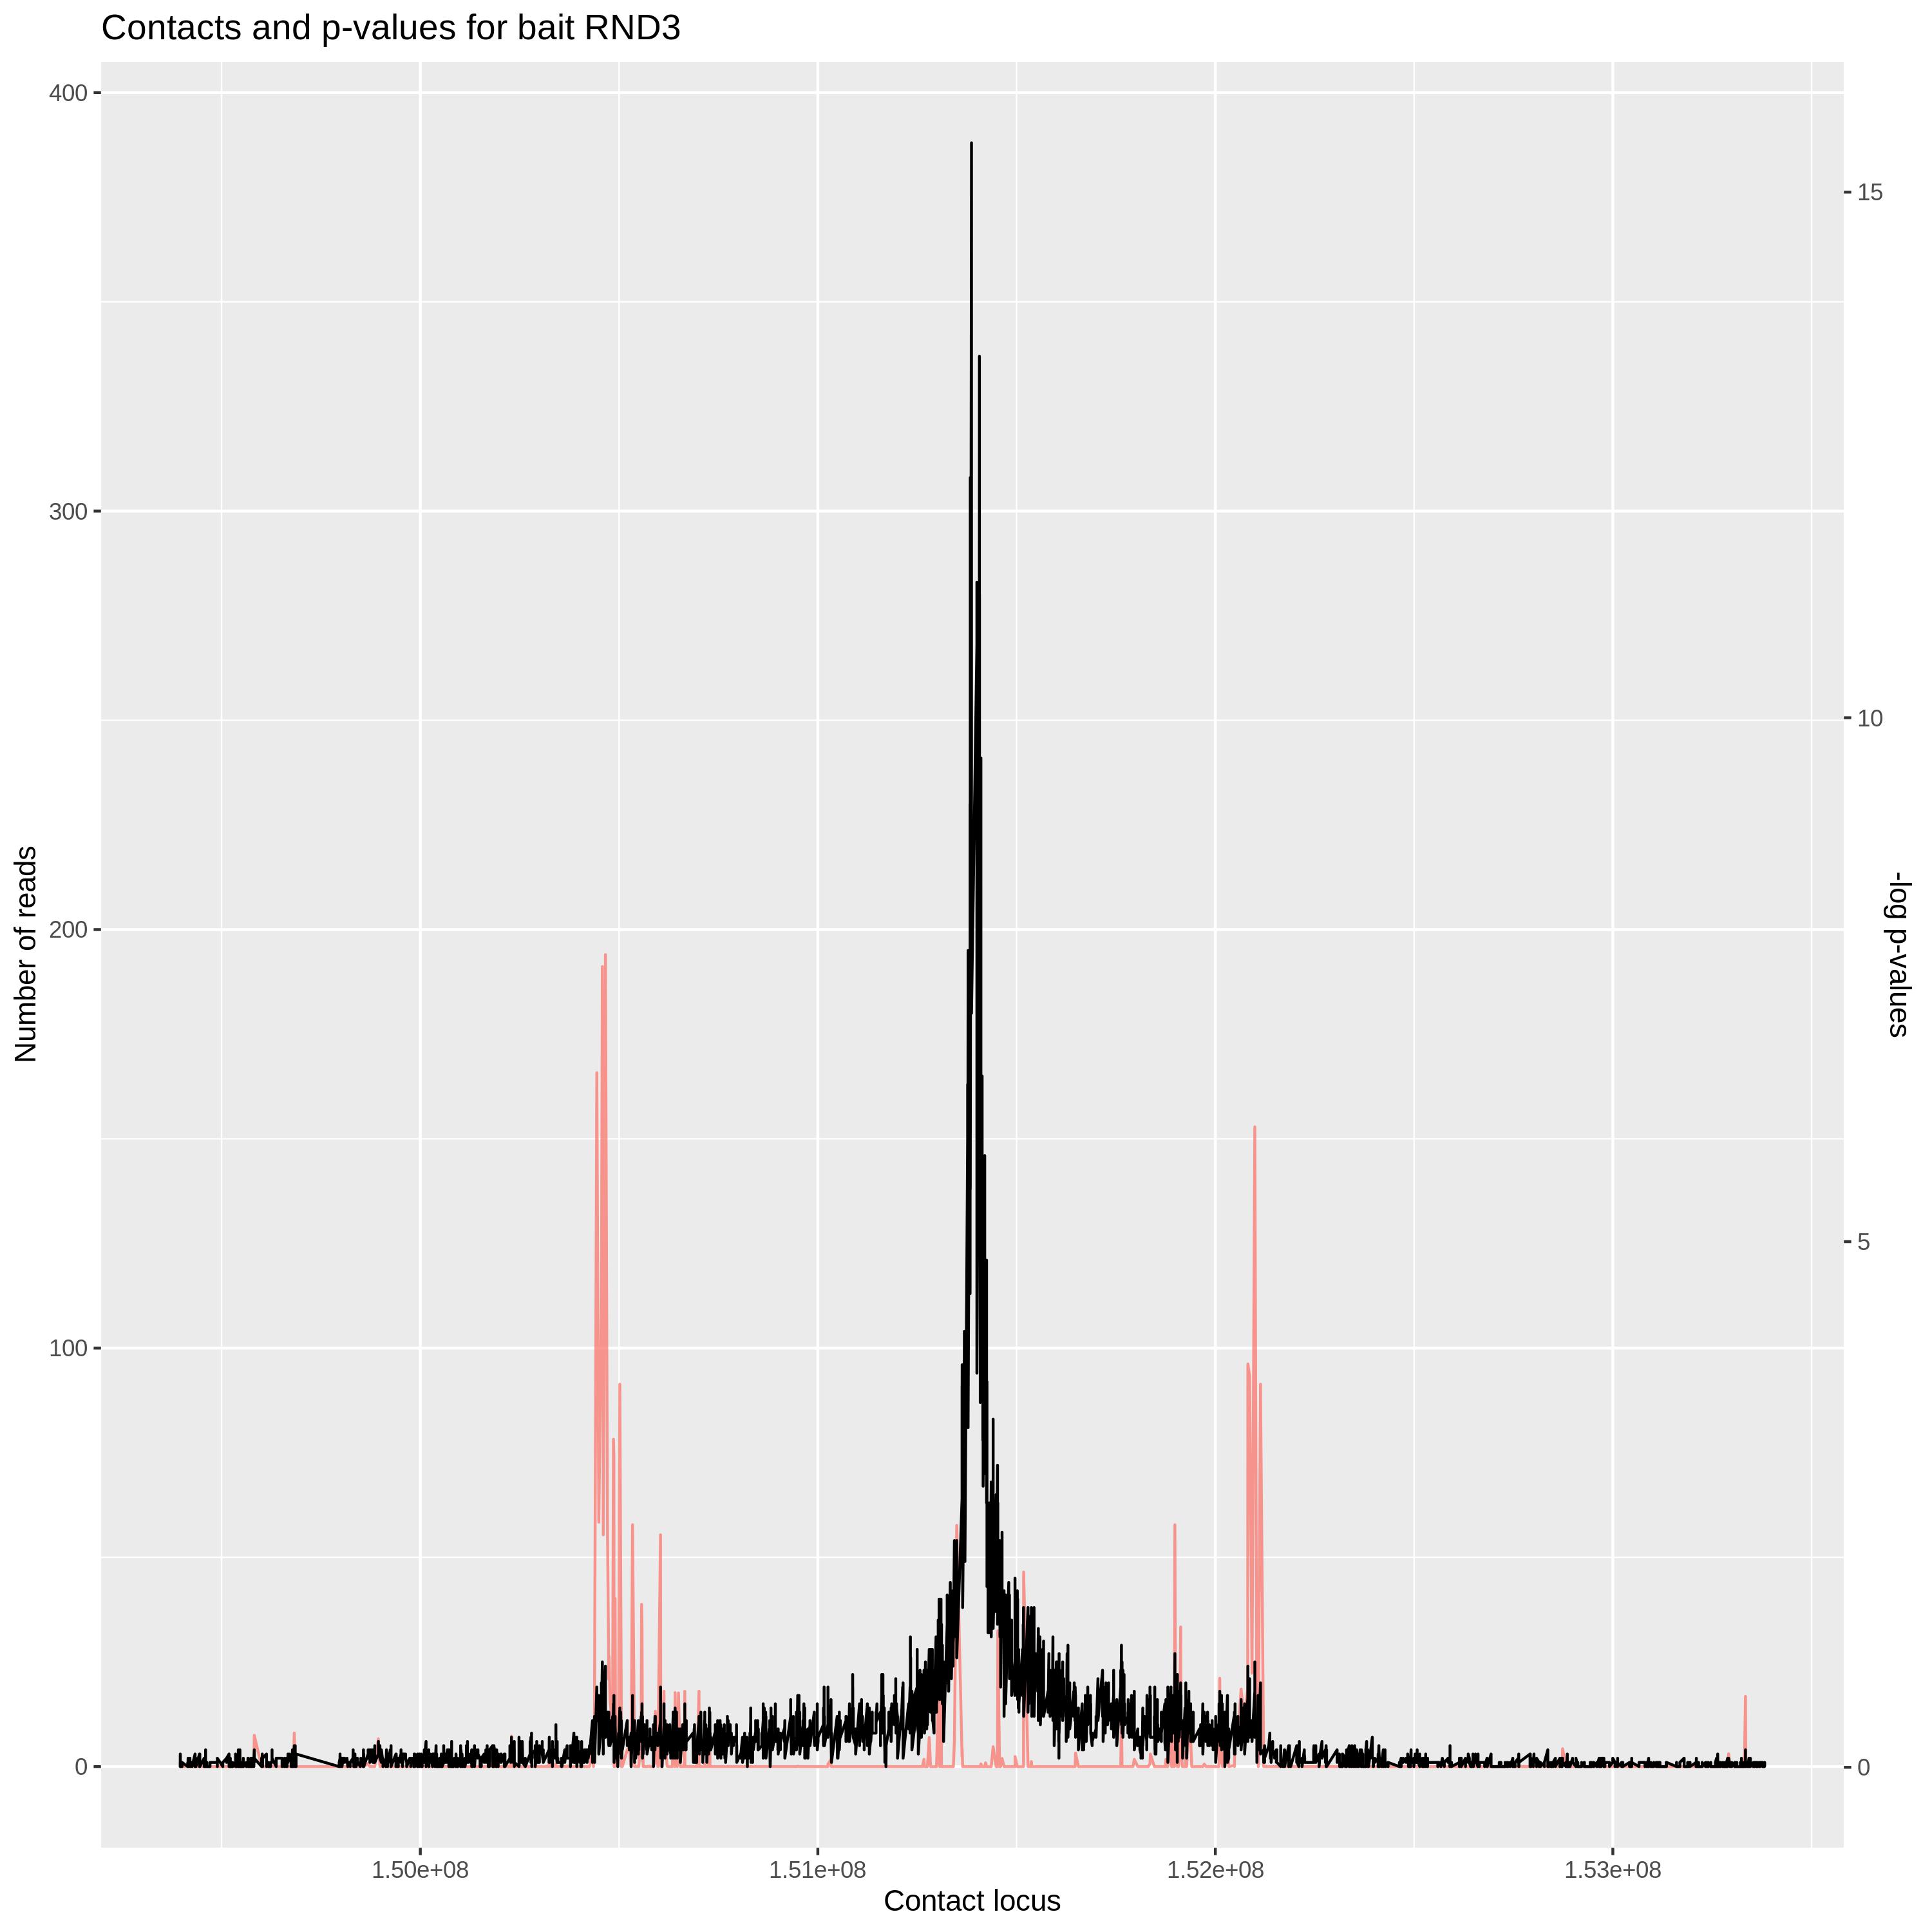 Contacts and p-values for bait RND3
400
300
200
100
0
Number of reads
15
10
5
0
-log p-values
1.50e+08
1.51e+08
1.52e+08
1.53e+08
Contact locus